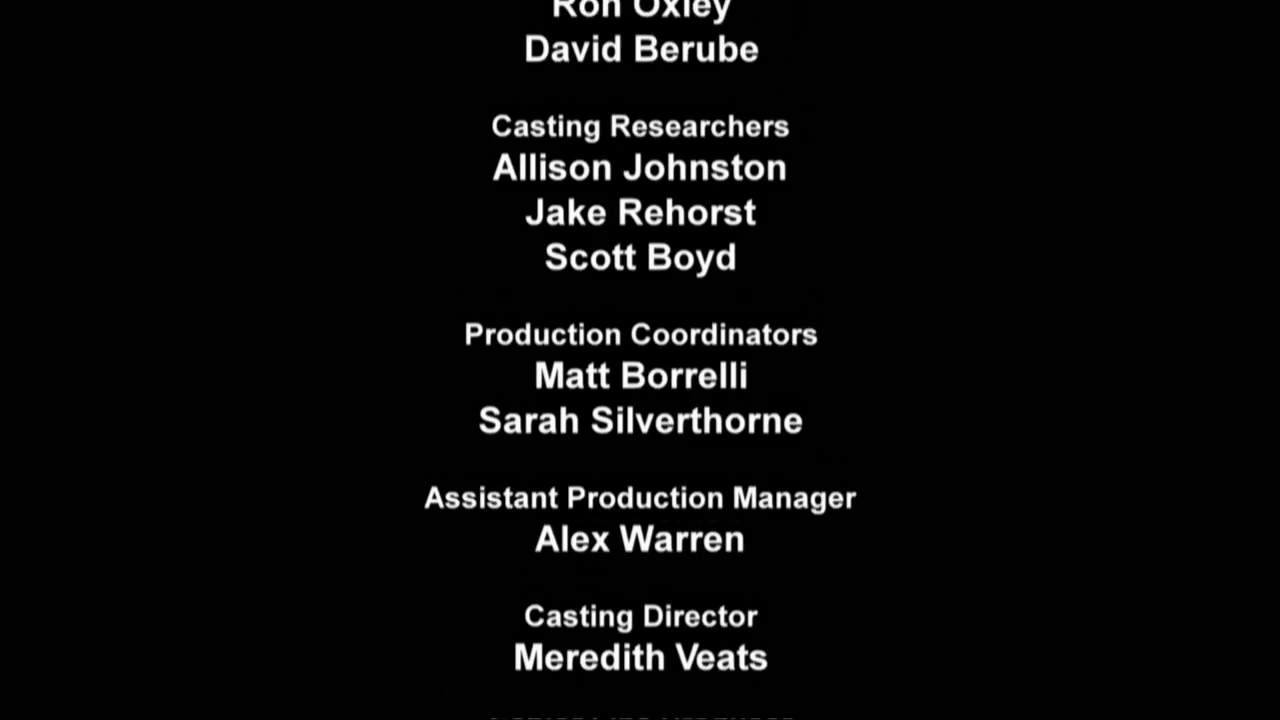 Ron Oxley
David Berube
Casting Researchers
Allison Johnston
Jake Rehorst
Scott Boyd
Production Coordinators
Matt Borrelli
Sarah Silverthorne
Assistant Production Manager
Alex Warren
Casting Director
Meredith Veats